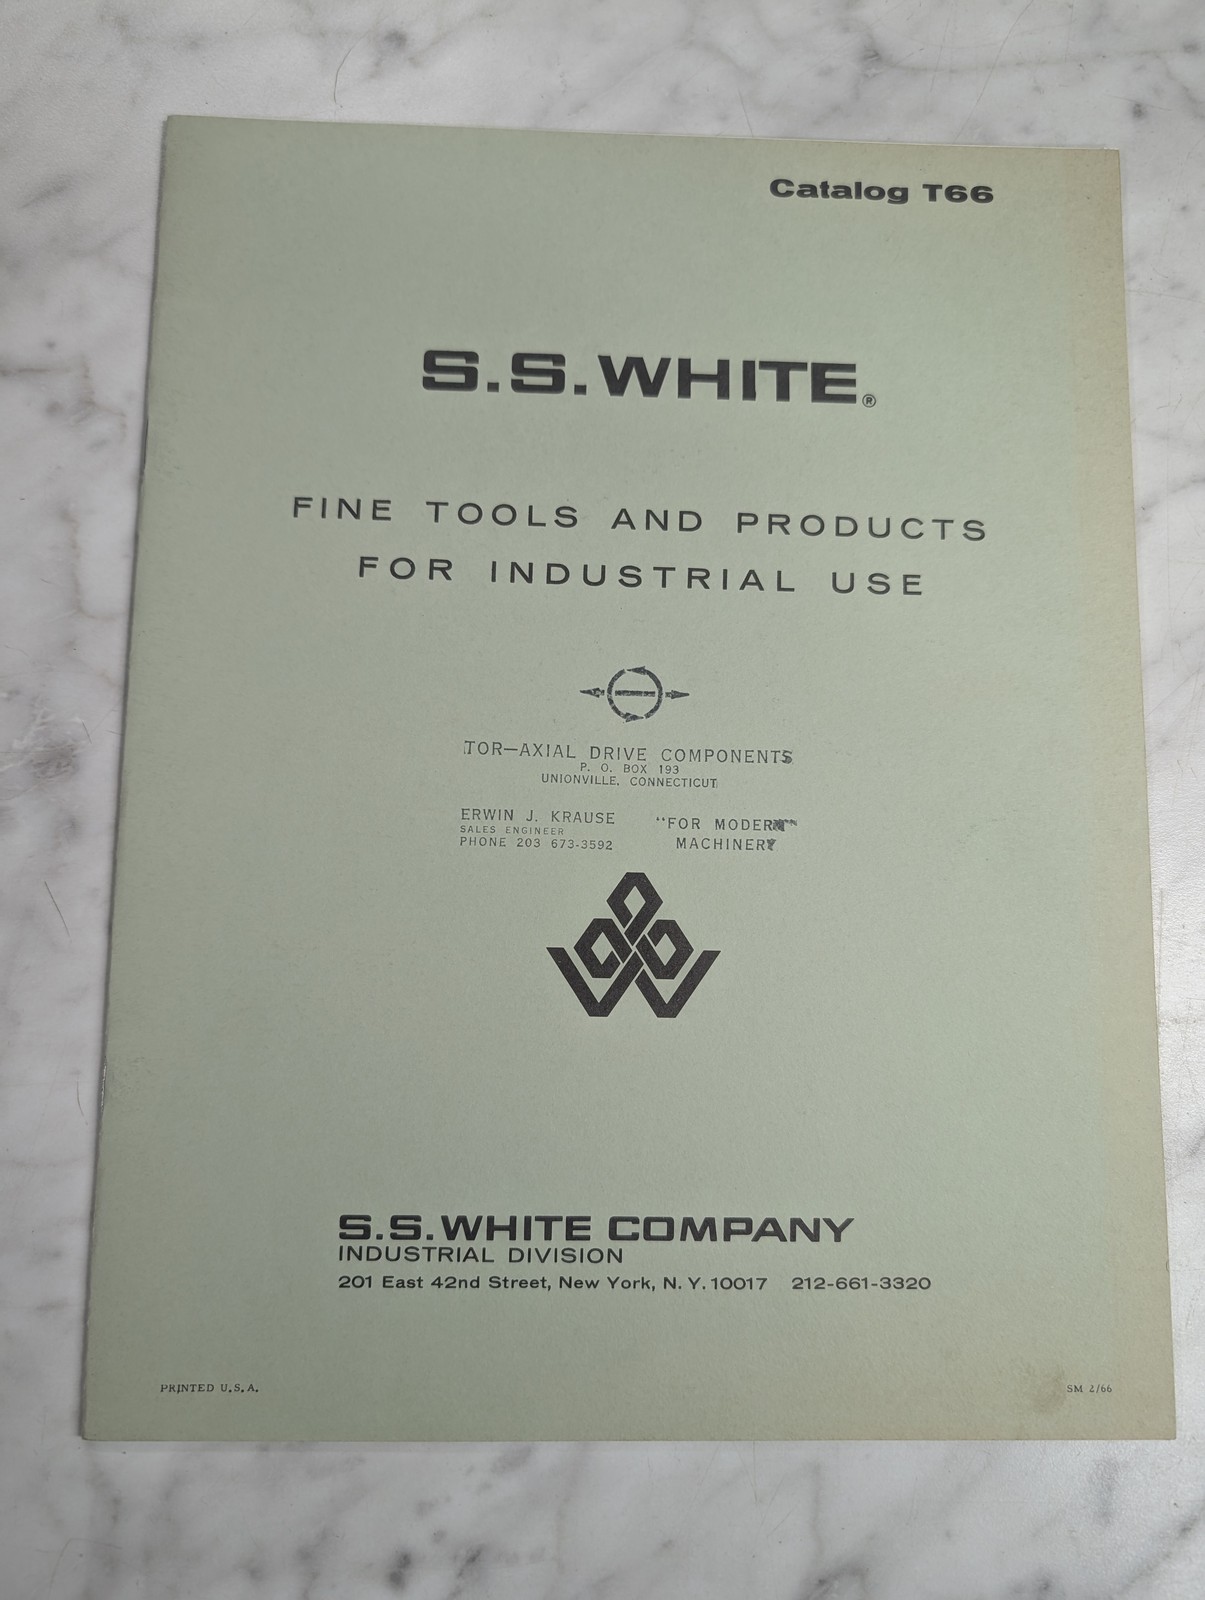 Catalog T66
S.S.WHITE®
FINE TOOLS AND PRODUCTS
FOR INDUSTRIAL USE
TOR—AXIAL DRIVE COMPONENTS
P. O. BOX 193
UNIONVILLE, CONNECTICUT
ERWIN J. KRAUSE
SALES ENGINEER
PHONE 203 673-3592
"FOR MODERN"
MACHINERY
S.S.WHITE COMPANY
INDUSTRIAL DIVISION
201 East 42nd Street, New York, N. Y. 10017 212-661-3320
PRINTED U.S.A.
SM 2/66